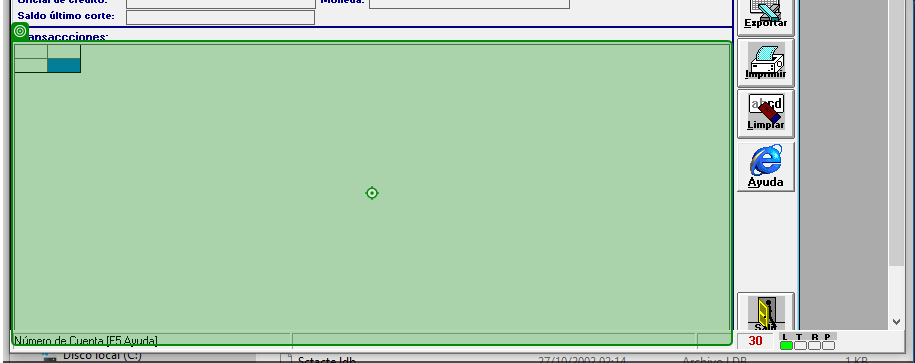 Oficial de crédito:
Moneda:
Saldo último corte:
Transaccciones:
Exportar
Imprimir
abcd
Limpiar
Ayuda
Salir
Número de Cuenta [F5 Ayuda]
30
L T R P
Disco local (C:)
Sctacte.ldb
27/10/2003 02:14
Archivo LDB
1 KB